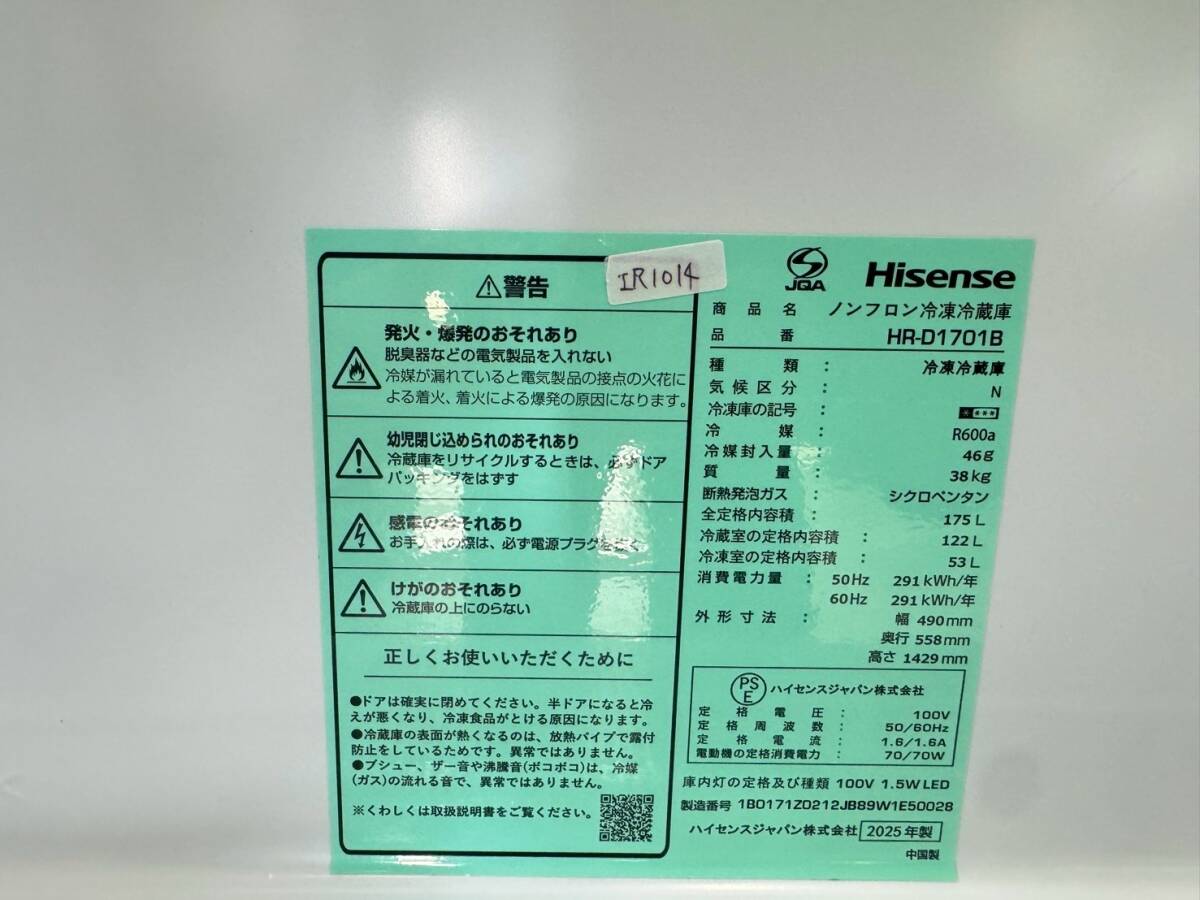 IR1014
警告
発火・爆発のおそれあり
脱臭器などの電気製品を入れない
冷媒が漏れていると電気製品の接点の火花に
よる着火、着火による爆発の原因になります。
幼児閉じ込められのおそれあり
冷蔵庫をリサイクルするときは、必ずドア
パッキングをはずす
感電のおそれあり
お手入れの際は、必ず電源プラグを抜く
けがのおそれあり
冷蔵庫の上にのらない
正しくお使いいただくために
●ドアは確実に閉めてください。半ドアになると冷
えが悪くなり、冷凍食品がとける原因になります。
●冷蔵庫の表面が熱くなるのは、放熱パイプで露付
防止をしているためです。異常ではありません。
●プシュー、ザー音や沸騰音(ボコボコ)は、冷媒
(ガス)の流れる音で、異常ではありません。
※くわしくは取扱説明書をご覧ください。
JQA
Hisense
商品名 ノンフロン冷凍冷蔵庫
品番 HR-D1701B
種類: 冷凍冷蔵庫
気候区分: N
冷凍庫の記号:
冷媒: R600a
冷媒封入量: 46g
質量: 38kg
断熱発泡ガス: シクロペンタン
全定格内容積: 175L
冷蔵室の定格内容積: 122L
冷凍室の定格内容積: 53L
消費電力量: 50Hz 291kWh/年
60Hz 291kWh/年
外形寸法: 幅 490mm
奥行 558mm
高さ 1429mm
PSE ハイセンスジャパン株式会社
定格電圧: 100V
定格周波数: 50/60Hz
定格電流: 1.6/1.6A
電動機の定格消費電力: 70/70W
庫内灯の定格及び種類 100V 1.5W LED
製造番号 1B0171Z0212JB89W1E50028
ハイセンスジャパン株式会社 2025年製
中国製